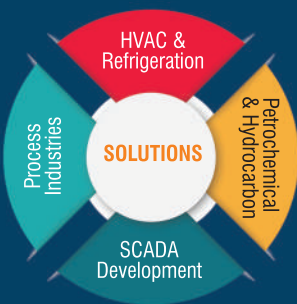 HVAC &
Refrigeration
Petrochemical
& Hydrocarbon
Process
Industries
SOLUTIONS
SCADA
Development